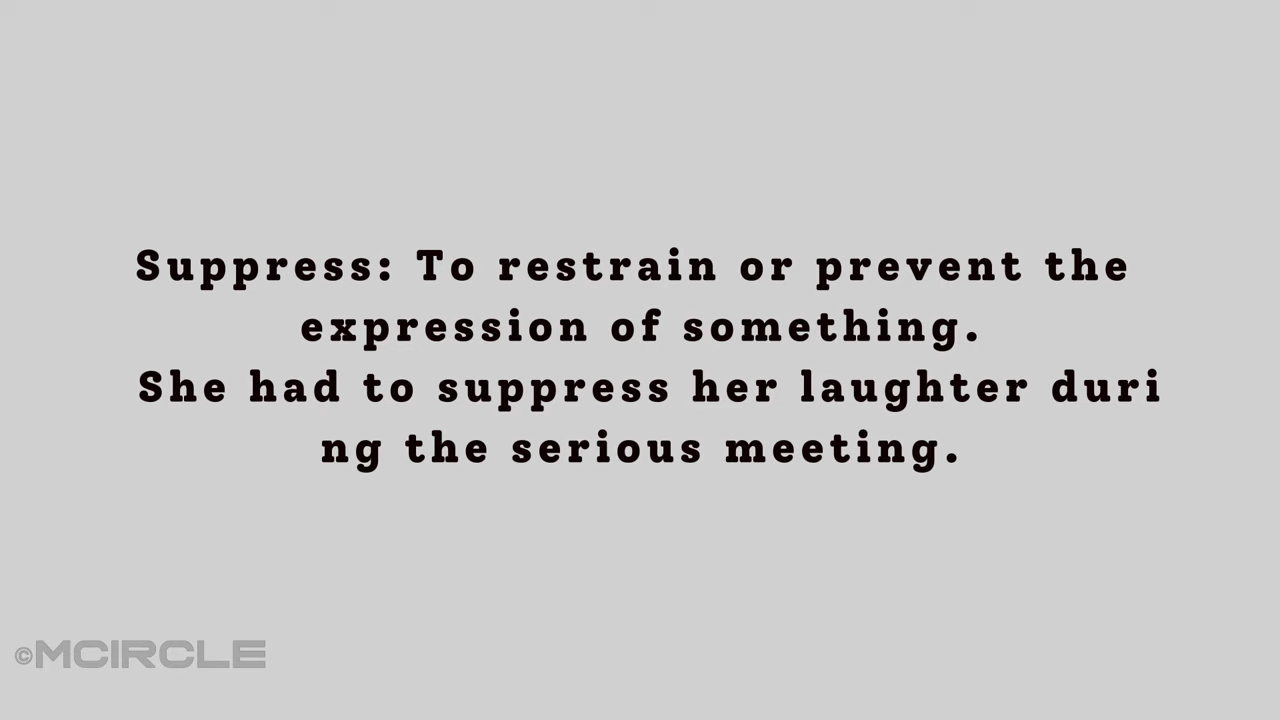 Suppress: To restrain or prevent the
expression of something.
She had to suppress her laughter duri
ng the serious meeting.
©MCIRCLE